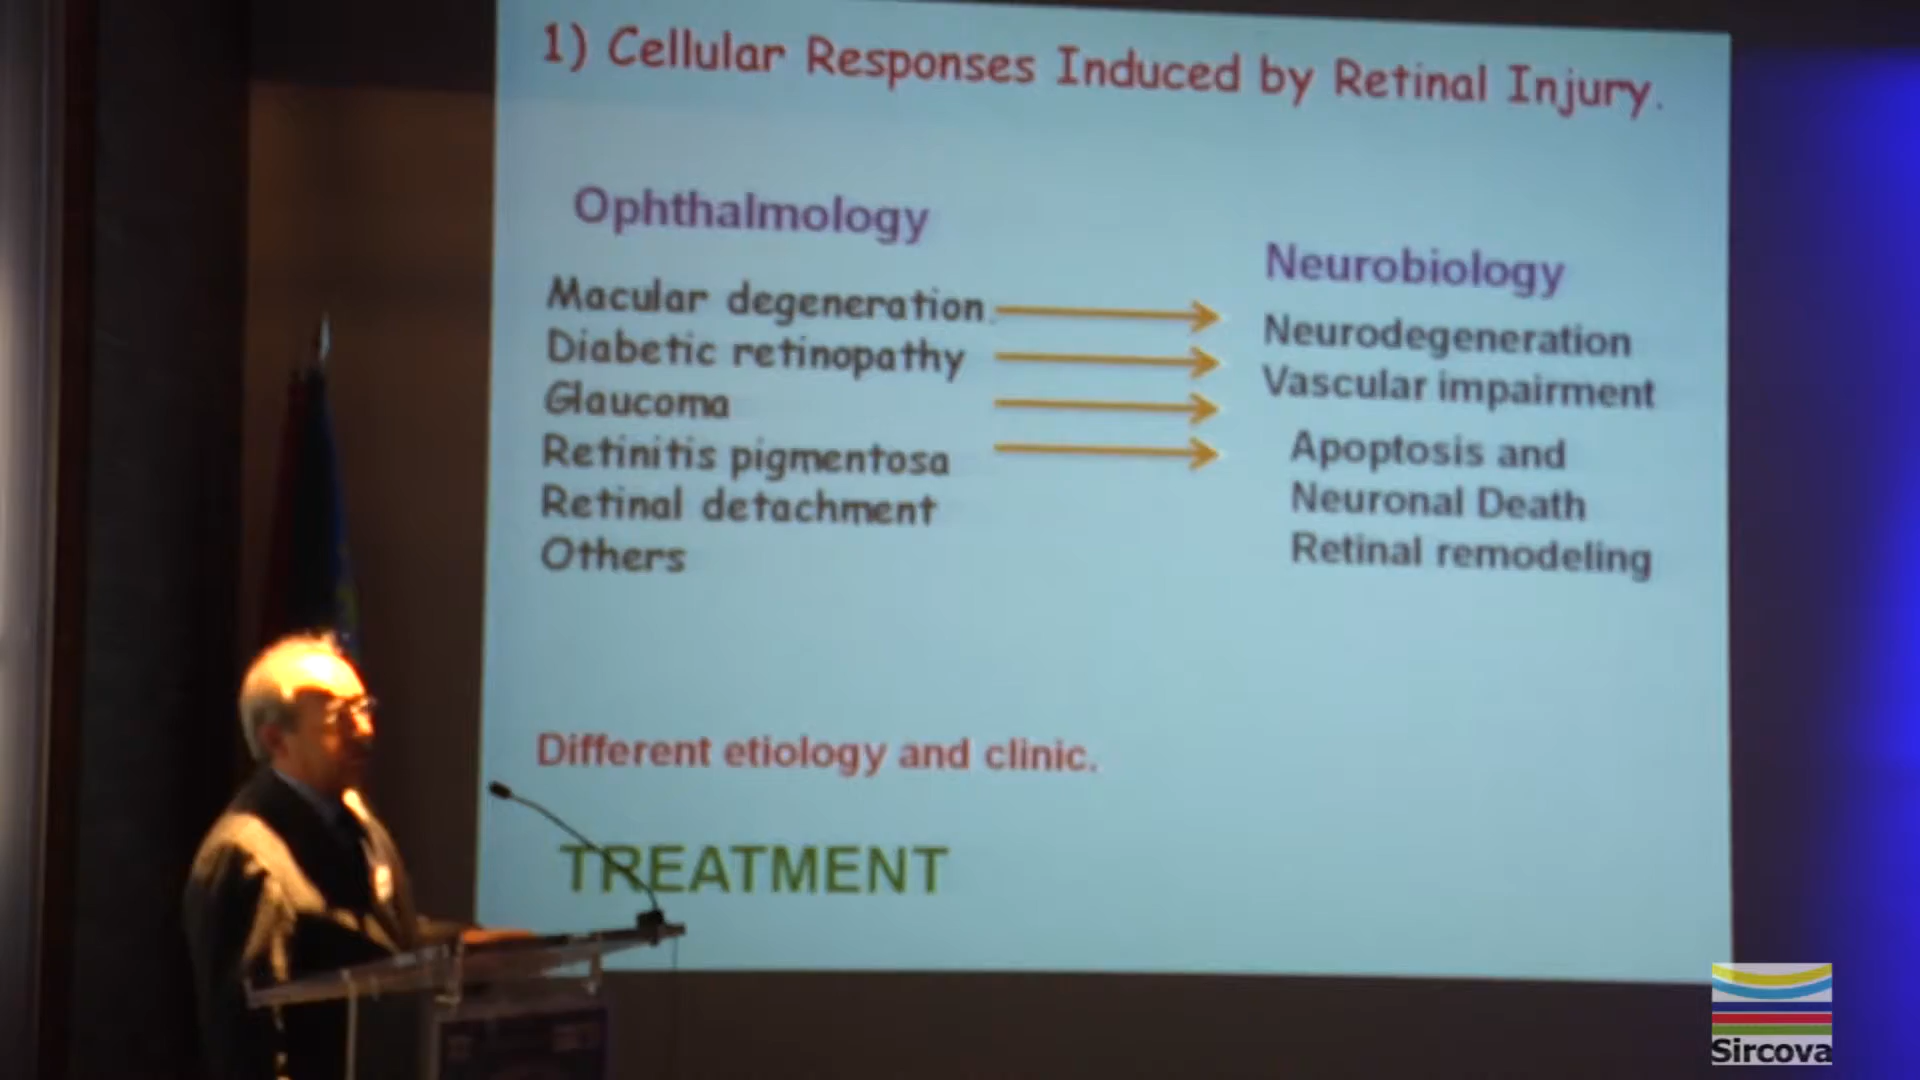 1) Cellular Responses Induced by Retinal Injury.
Ophthalmology
Macular degeneration.
Diabetic retinopathy
Glaucoma
Retinitis pigmentosa
Retinal detachment
Others
Neurobiology
Neurodegeneration
Vascular impairment
Apoptosis and
Neuronal Death
Retinal remodeling
Different etiology and clinic.
TREATMENT
Sircova